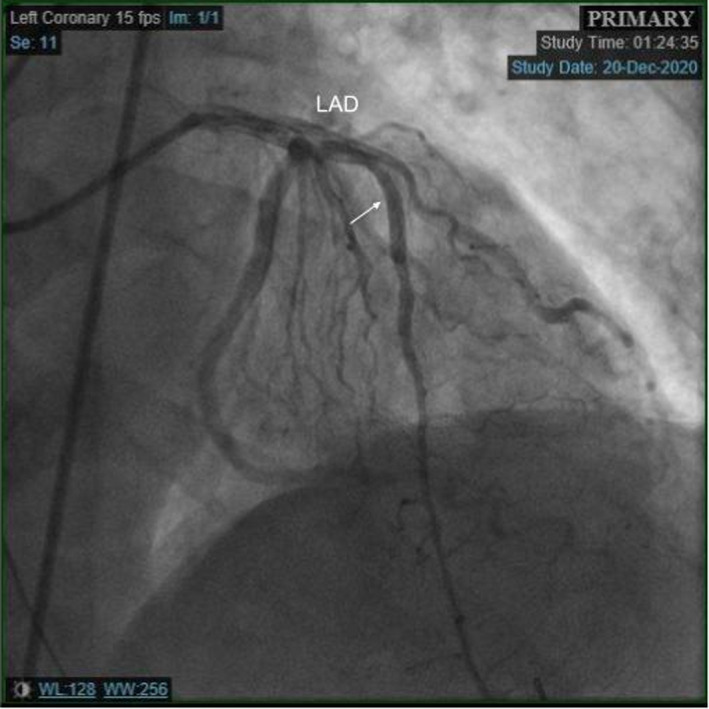 Left Coronary 15 fps Im: 1/1
Se: 11
PRIMARY
Study Time: 01:24:35
Study Date: 20-Dec-2020
LAD
WL:128 WW:256